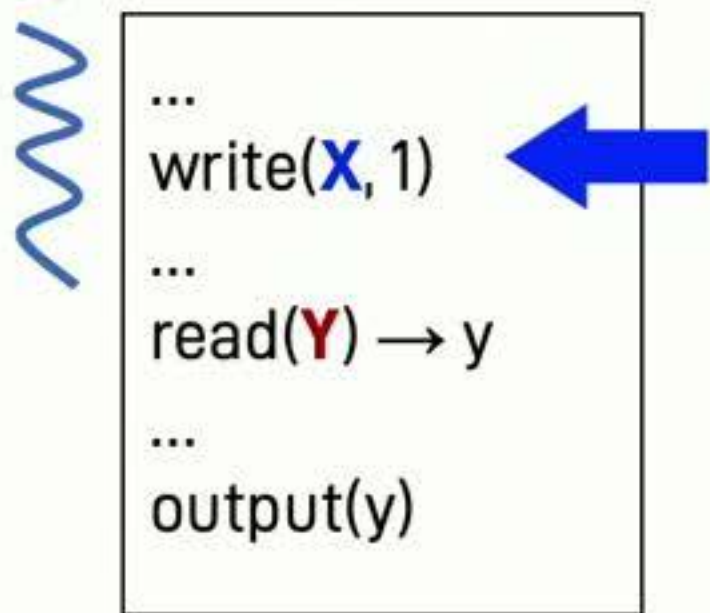 ...
write(X, 1)
...
read(Y) → y
...
output(y)